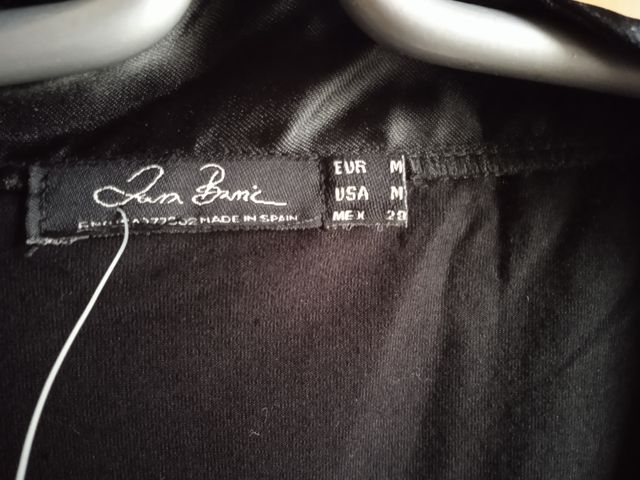 Zara Basic
MADE IN SPAIN
EUR M
USA M
MEX 28